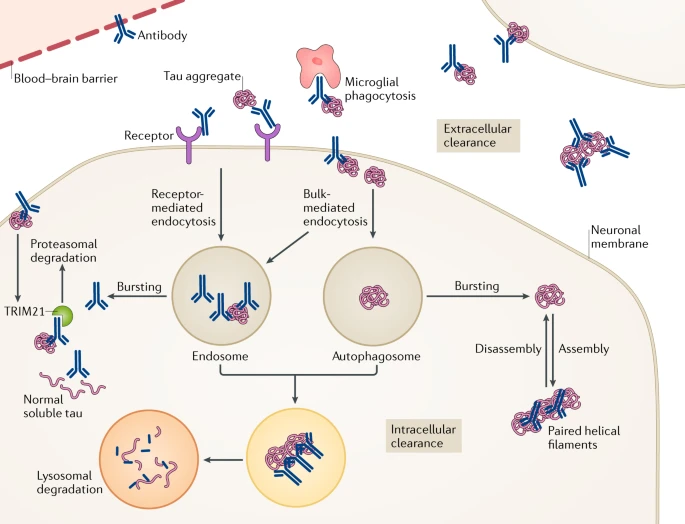 Antibody
Blood–brain barrier
Tau aggregate
Microglial
phagocytosis
Receptor
Extracellular
clearance
Receptor-
mediated
endocytosis
Bulk-
mediated
endocytosis
Neuronal
membrane
Proteasomal
degradation
Bursting
Bursting
TRIM21
Disassembly
Assembly
Endosome
Autophagosome
Normal
soluble tau
Intracellular
clearance
Paired helical
filaments
Lysosomal
degradation